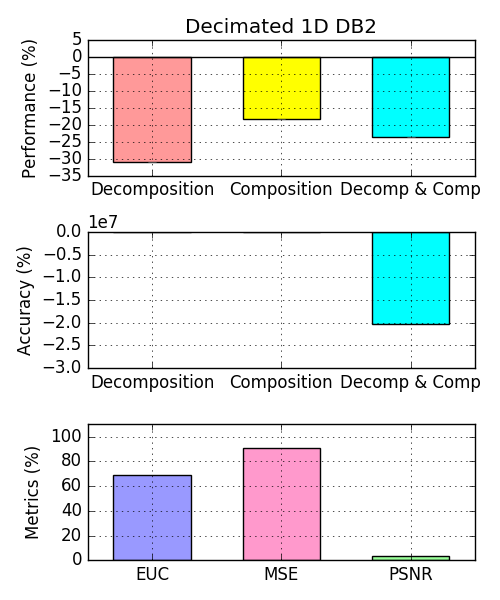 Decimated 1D DB2
Performance (%)
5
0
−5
−10
−15
−20
−25
−30
−35
Decomposition Composition Decomp & Comp
1e7
Accuracy (%)
0.0
−0.5
−1.0
−1.5
−2.0
−2.5
−3.0
Decomposition Composition Decomp & Comp
Metrics (%)
100
80
60
40
20
0
EUC MSE PSNR